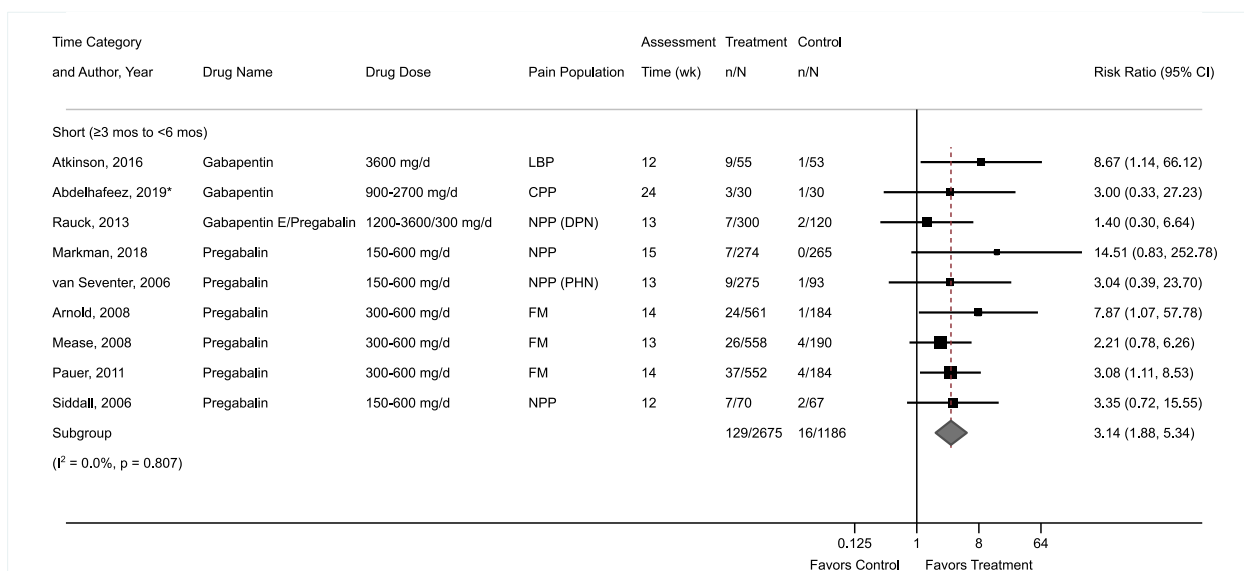 Time Category Assessment Treatment Control
and Author, Year Drug Name Drug Dose Pain Population Time (wk) n/N n/N Risk Ratio (95% CI)
Short (≥3 mos to <6 mos)
Atkinson, 2016 Gabapentin 3600 mg/d LBP 12 9/55 1/53 8.67 (1.14, 66.12)
Abdelhafeez, 2019* Gabapentin 900-2700 mg/d CPP 24 3/30 1/30 3.00 (0.33, 27.23)
Rauck, 2013 Gabapentin E/Pregabalin 1200-3600/300 mg/d NPP (DPN) 13 7/300 2/120 1.40 (0.30, 6.64)
Markman, 2018 Pregabalin 150-600 mg/d NPP 15 7/274 0/265 14.51 (0.83, 252.78)
van Seventer, 2006 Pregabalin 150-600 mg/d NPP (PHN) 13 9/275 1/93 3.04 (0.39, 23.70)
Arnold, 2008 Pregabalin 300-600 mg/d FM 14 24/561 1/184 7.87 (1.07, 57.78)
Mease, 2008 Pregabalin 300-600 mg/d FM 13 26/558 4/190 2.21 (0.78, 6.26)
Pauer, 2011 Pregabalin 300-600 mg/d FM 14 37/552 4/184 3.08 (1.11, 8.53)
Siddall, 2006 Pregabalin 150-600 mg/d NPP 12 7/70 2/67 3.35 (0.72, 15.55)
Subgroup 129/2675 16/1186 3.14 (1.88, 5.34)
(I² = 0.0%, p = 0.807)
0.125 1 8 64
Favors Control Favors Treatment